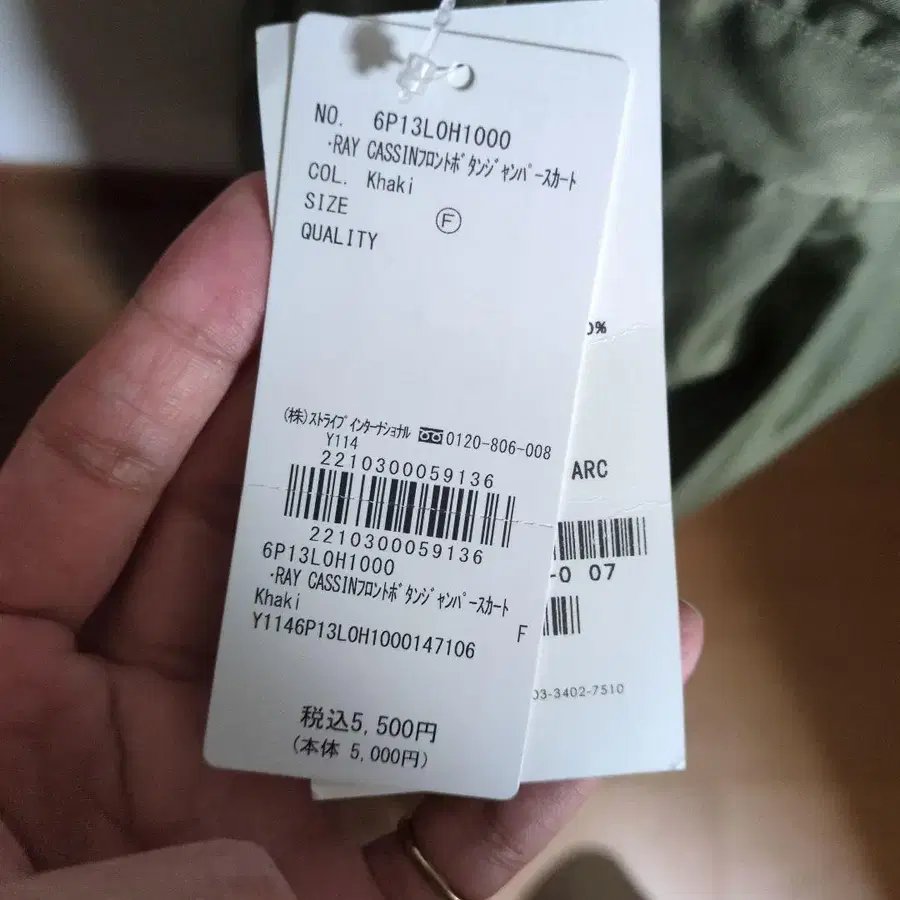 NO. 6P13LOH1000
・RAY CASSINフロントボタンジャンパースカート
COL. Khaki
SIZE Ⓕ
QUALITY
(株)ストライプインターナショナル 0120-806-008
Y114
2210300059136
2210300059136
6P13LOH1000
・RAY CASSINフロントボタンジャンパースカート
Khaki F
Y1146P13LOH1000147106
税込5,500円
(本体 5,000円)
0%
ARC
-0 07
03-3402-7510